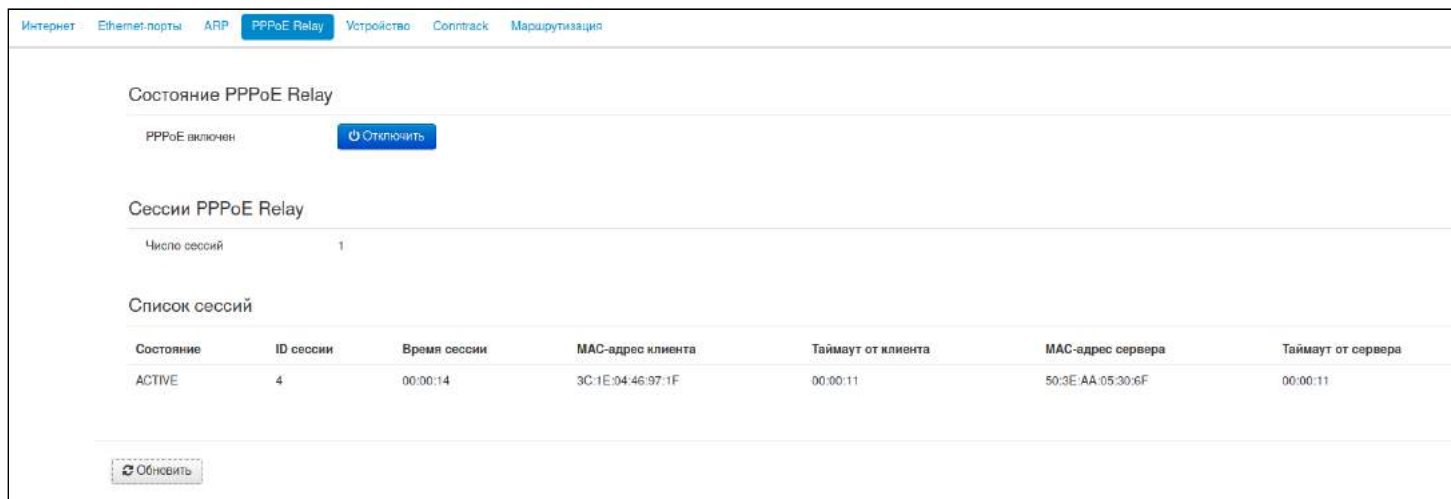 Интернет Ethernet-порты ARP PPPoE Relay Устройство Conntrack Маршрутизация
Состояние PPPoE Relay
PPPoE включен Отключить
Сессии PPPoE Relay
Число сессий 1
Список сессий
Состояние ID сессии Время сессии MAC-адрес клиента Таймаут от клиента MAC-адрес сервера Таймаут от сервера
ACTIVE 4 00:00:14 3C:1E:04:46:97:1F 00:00:11 50:3E:AA:05:30:6F 00:00:11
Обновить